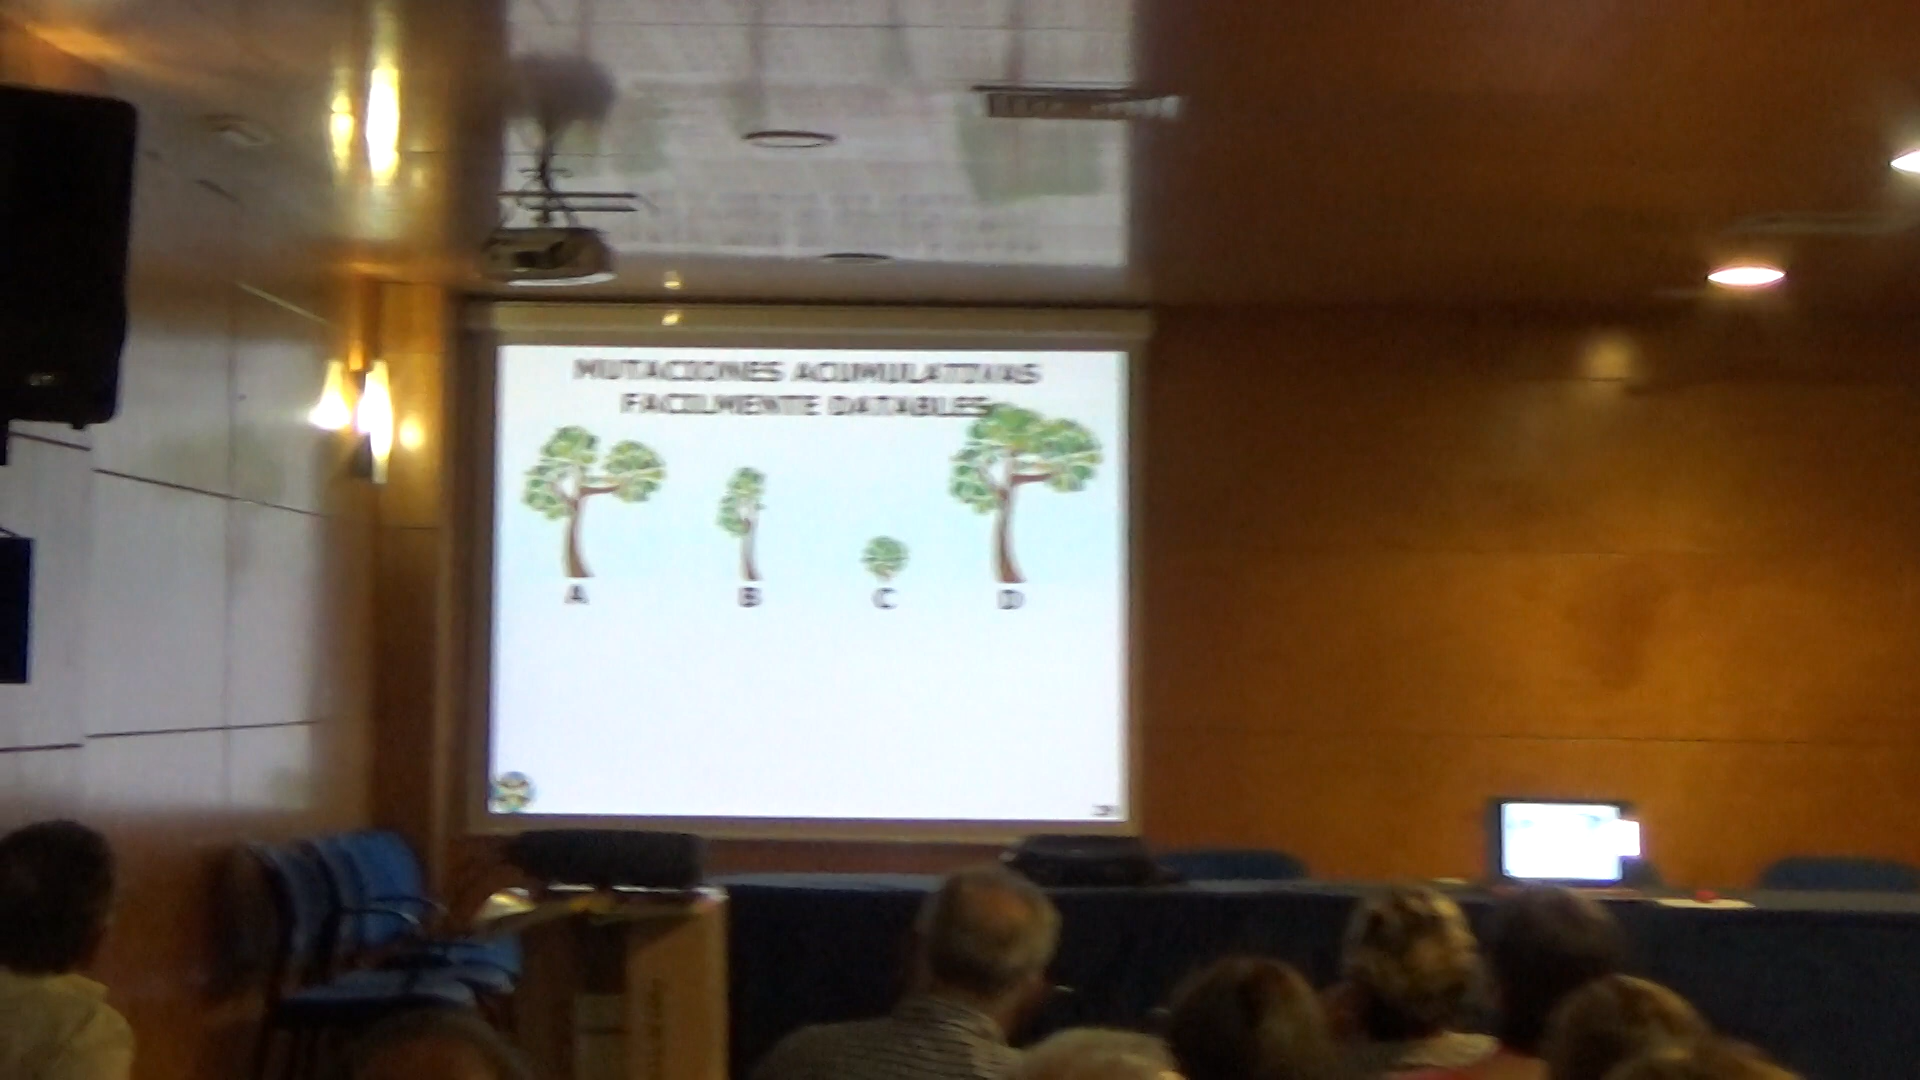 MUTACIONES ACUMULATIVAS
FACILMENTE DATABLES
A B C D